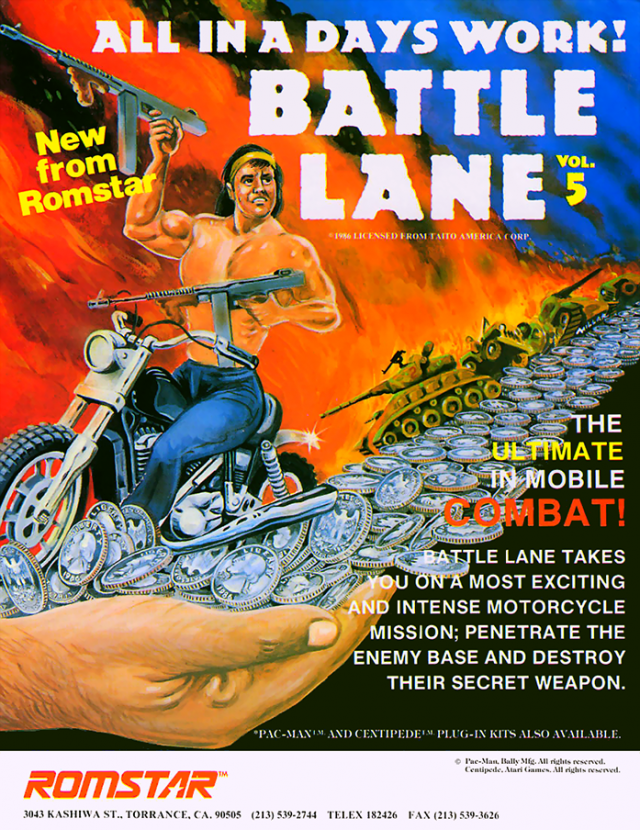 ALL IN A DAYS WORK!
BATTLE
LANE VOL. 5
New
from
Romstar
©1986 LICENSED FROM TAITO AMERICA CORP.
MILLER
THE
ULTIMATE
IN MOBILE
COMBAT!
BATTLE LANE TAKES
YOU ON A MOST EXCITING
AND INTENSE MOTORCYCLE
MISSION; PENETRATE THE
ENEMY BASE AND DESTROY
THEIR SECRET WEAPON.
*PAC-MAN T.M. AND CENTIPEDE T.M. PLUG-IN KITS ALSO AVAILABLE.
© Pac-Man, Bally Mfg. All rights reserved.
Centipede, Atari Games. All rights reserved.
ROMSTAR™
3043 KASHIWA ST., TORRANCE, CA. 90505 (213) 539-2744 TELEX 182426 FAX (213) 539-3626